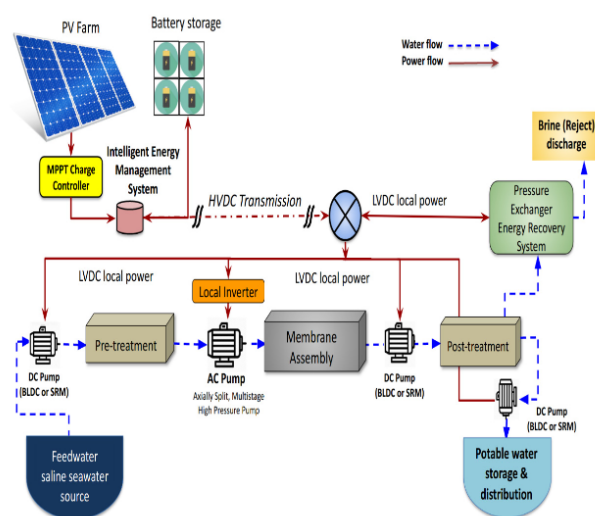 PV Farm
Battery storage
Water flow
Power flow
Brine (Reject)
discharge
MPPT Charge
Controller
Intelligent Energy
Management
System
HVDC Transmission
LVDC local power
Pressure
Exchanger
Energy Recovery
System
LVDC local power
Local Inverter
LVDC local power
DC Pump
(BLDC or SRM)
Pre-treatment
AC Pump
Axially Split, Multistage
High Pressure Pump
Membrane
Assembly
DC Pump
(BLDC or SRM)
Post-treatment
DC Pump
(BLDC or SRM)
Feedwater
saline seawater
source
Potable water
storage &
distribution